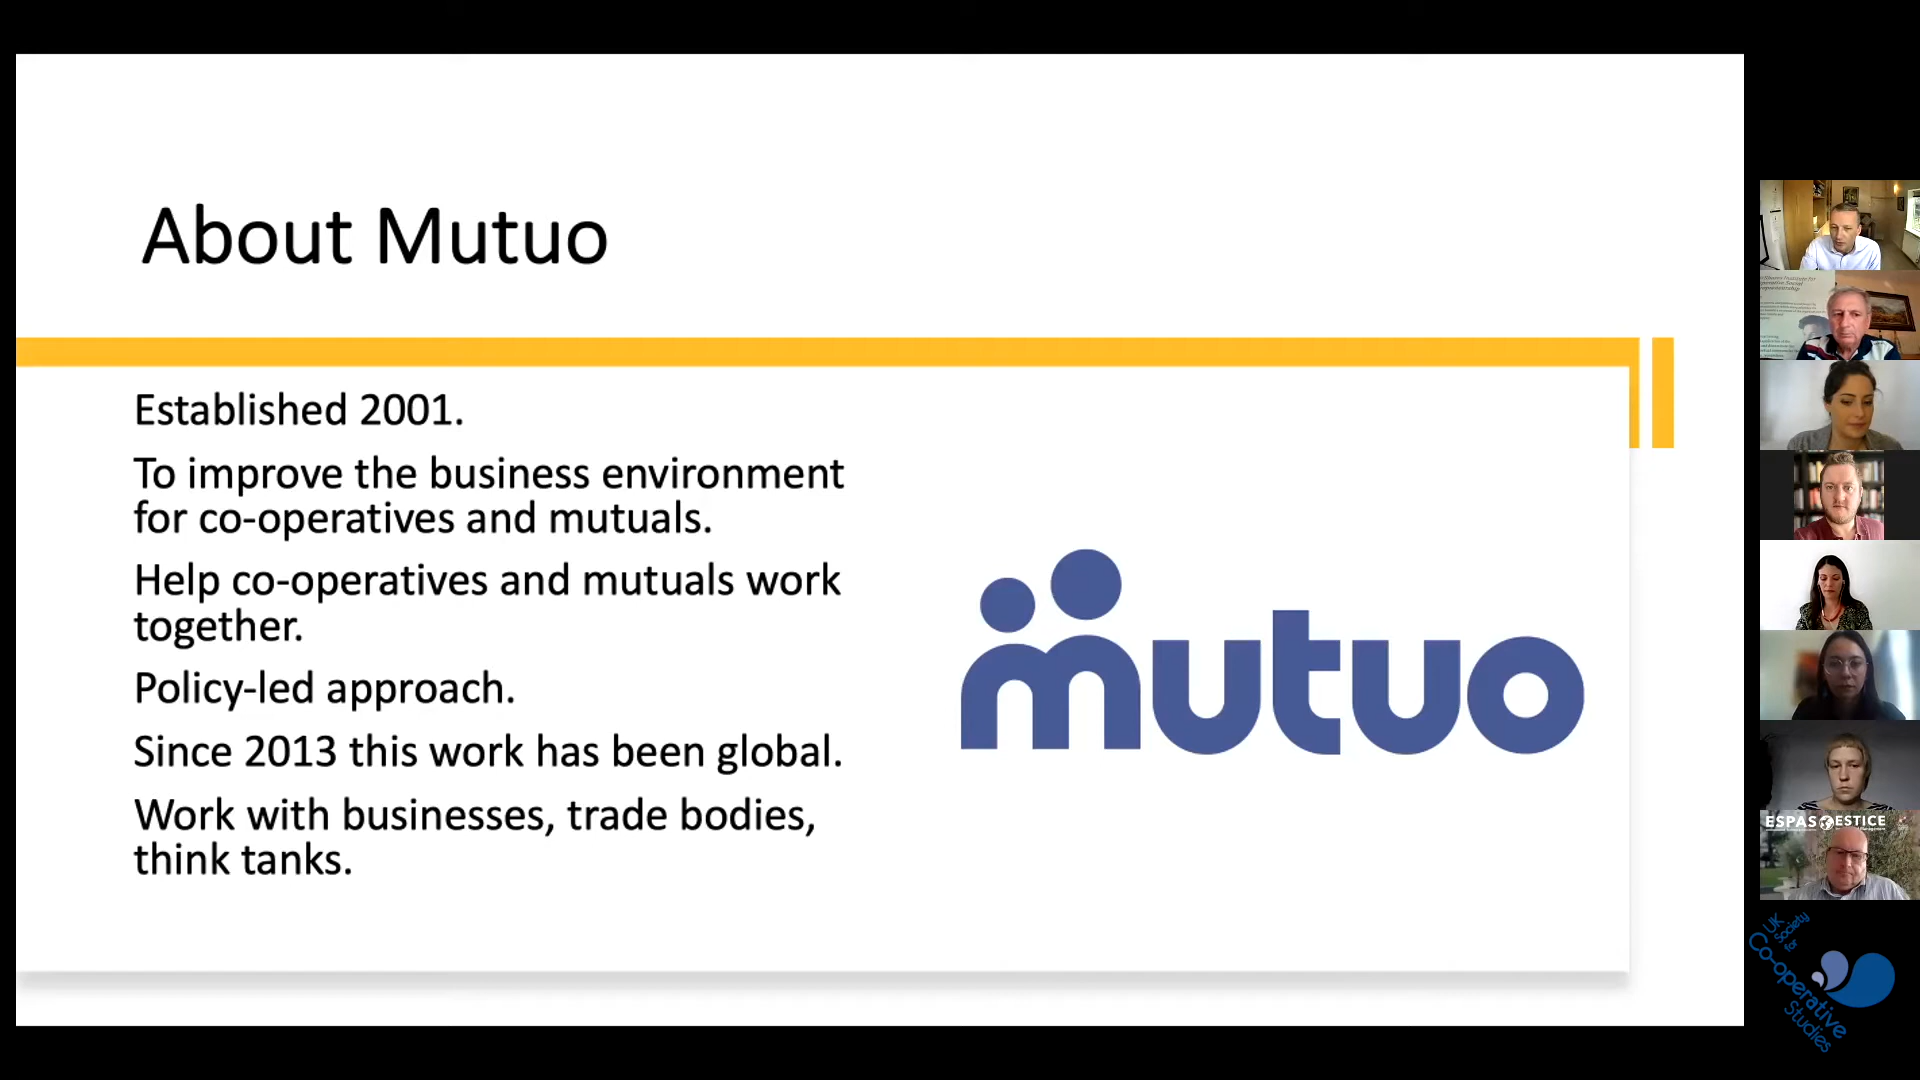 About Mutuo
Established 2001.
To improve the business environment
for co-operatives and mutuals.
Help co-operatives and mutuals work
together.
Policy-led approach.
Since 2013 this work has been global.
Work with businesses, trade bodies,
think tanks.
mutuo
ESPAS ESTICE
UK
Society
for
Co-operative
Studies